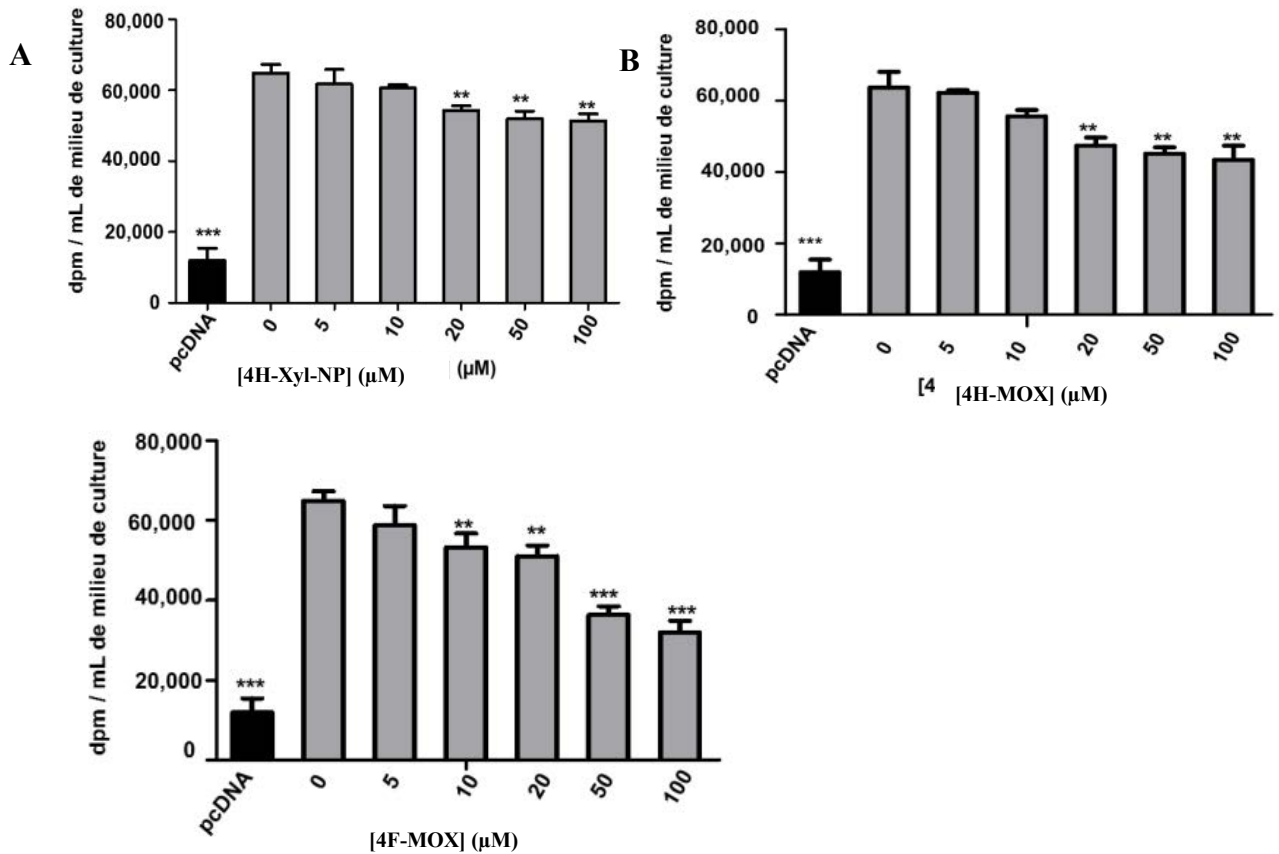 A
dpm / mL de milieu de culture
80,000
60,000
40,000
20,000
0
***
** ** **
pcDNA 0 5 10 20 50 100
[4H-Xyl-NP] (µM) (µM)
B
dpm / mL de milieu de culture
80,000
60,000
40,000
20,000
0
***
** ** **
pcDNA 0 5 10 20 50 100
[4 [4H-MOX] (µM)
dpm / mL de milieu de culture
80,000
60,000
40,000
20,000
0
***
** ** *** ***
pcDNA 0 5 10 20 50 100
[4F-MOX] (µM)